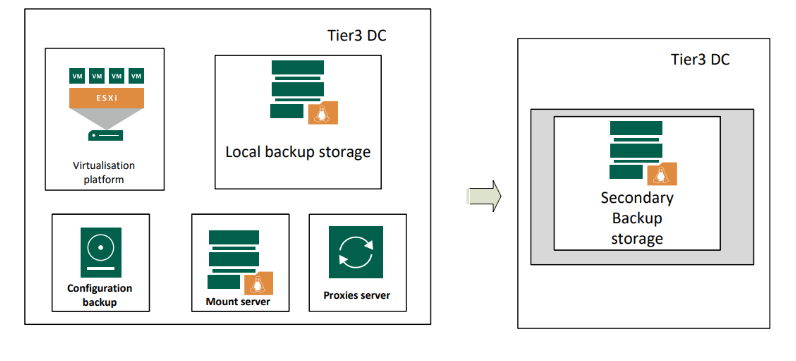 Tier3 DC
VM VM VM VM
ESXi
Virtualisation
platform
Local backup storage
Configuration
backup
Mount server
Proxies server
Tier3 DC
Secondary
Backup
storage